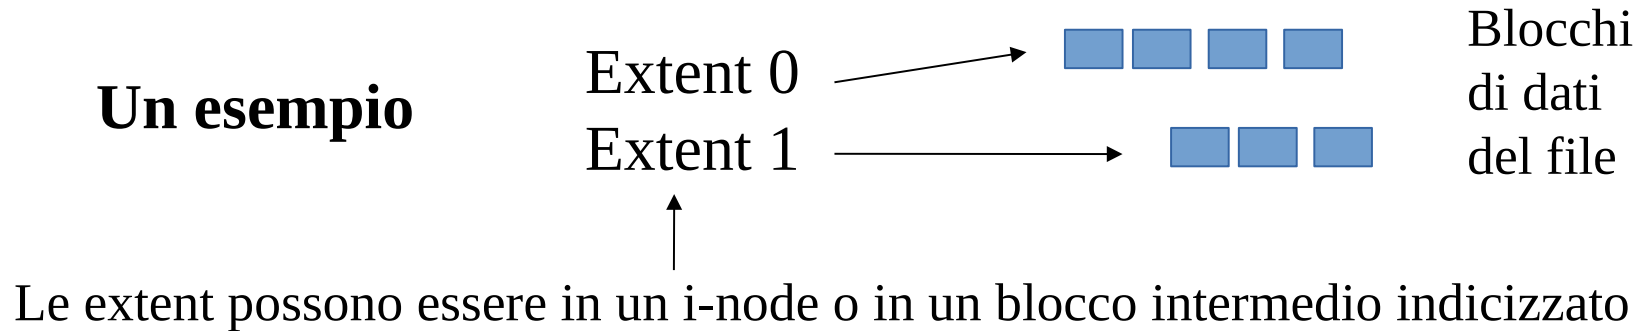 Un esempio
Extent 0
Extent 1
Blocchi
di dati
del file
Le extent possono essere in un i-node o in un blocco intermedio indicizzato